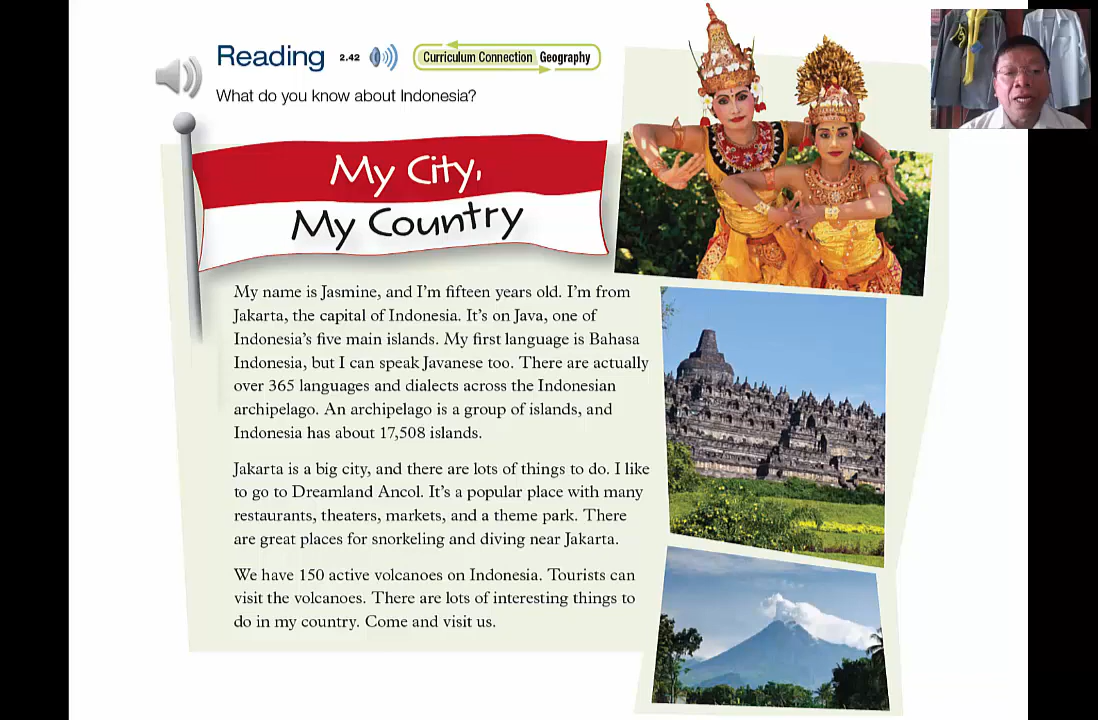 Reading 2.42 Curriculum Connection Geography
What do you know about Indonesia?
My City,
My Country
My name is Jasmine, and I'm fifteen years old. I'm from
Jakarta, the capital of Indonesia. It's on Java, one of
Indonesia's five main islands. My first language is Bahasa
Indonesia, but I can speak Javanese too. There are actually
over 365 languages and dialects across the Indonesian
archipelago. An archipelago is a group of islands, and
Indonesia has about 17,508 islands.
Jakarta is a big city, and there are lots of things to do. I like
to go to Dreamland Ancol. It's a popular place with many
restaurants, theaters, markets, and a theme park. There
are great places for snorkeling and diving near Jakarta.
We have 150 active volcanoes on Indonesia. Tourists can
visit the volcanoes. There are lots of interesting things to
do in my country. Come and visit us.